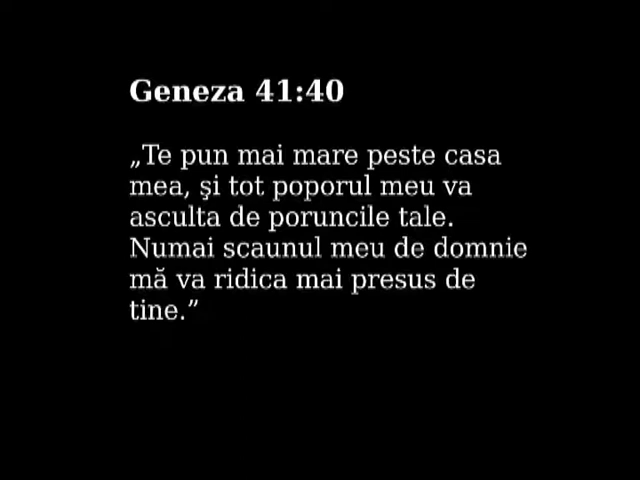 Geneza 41:40
„Te pun mai mare peste casa
mea, şi tot poporul meu va
asculta de poruncile tale.
Numai scaunul meu de domnie
mă va ridica mai presus de
tine.”